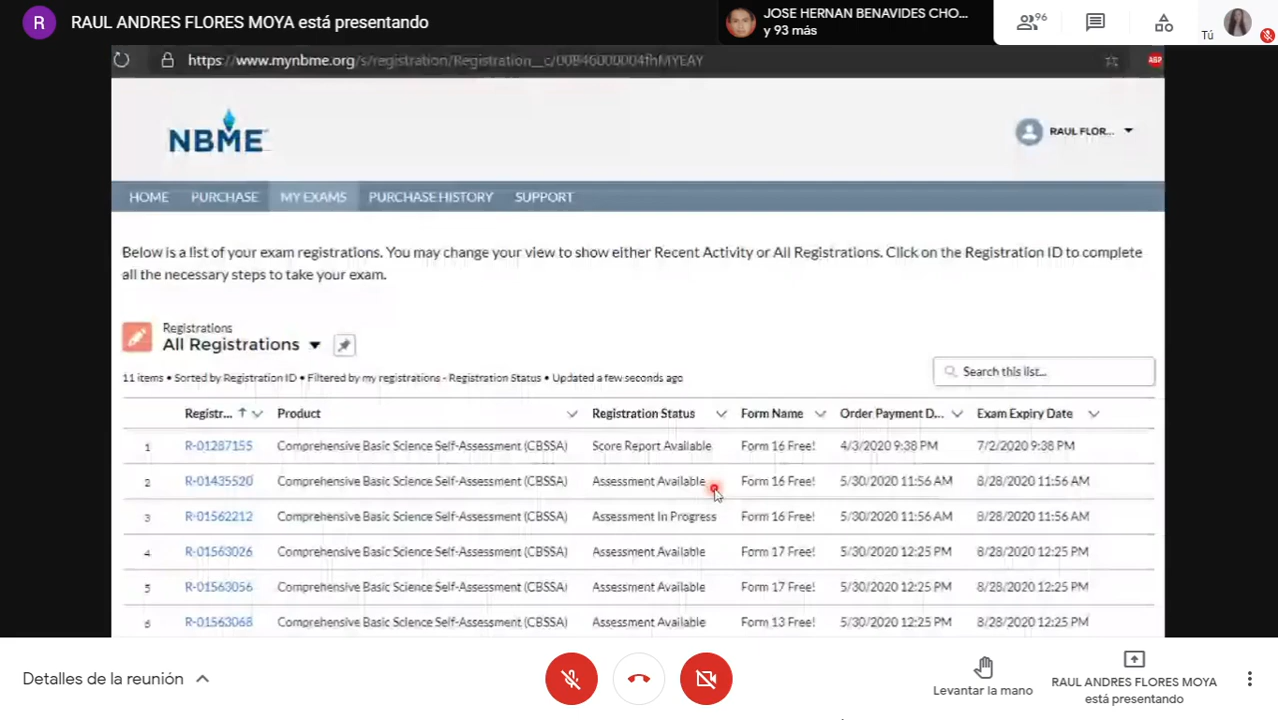 R
RAUL ANDRES FLORES MOYA está presentando
JOSE HERNAN BENAVIDES CHO...
y 93 más
96
Tú
https://www.mynbme.org/s/registration/Registration__c/00B46000004fhMYEAY
ABP
NBME
RAUL FLOR...
HOME PURCHASE MY EXAMS PURCHASE HISTORY SUPPORT
Below is a list of your exam registrations. You may change your view to show either Recent Activity or All Registrations. Click on the Registration ID to complete
all the necessary steps to take your exam.
Registrations
All Registrations
11 items • Sorted by Registration ID • Filtered by my registrations - Registration Status • Updated a few seconds ago
Search this list...
Registr... ↑ Product Registration Status Form Name Order Payment D... Exam Expiry Date
1 R-01287155 Comprehensive Basic Science Self-Assessment (CBSSA) Score Report Available Form 16 Free! 4/3/2020 9:38 PM 7/2/2020 9:38 PM
2 R-01435520 Comprehensive Basic Science Self-Assessment (CBSSA) Assessment Available Form 16 Free! 5/30/2020 11:56 AM 8/28/2020 11:56 AM
3 R-01562212 Comprehensive Basic Science Self-Assessment (CBSSA) Assessment In Progress Form 16 Free! 5/30/2020 11:56 AM 8/28/2020 11:56 AM
4 R-01563026 Comprehensive Basic Science Self-Assessment (CBSSA) Assessment Available Form 17 Free! 5/30/2020 12:25 PM 8/28/2020 12:25 PM
5 R-01563056 Comprehensive Basic Science Self-Assessment (CBSSA) Assessment Available Form 17 Free! 5/30/2020 12:25 PM 8/28/2020 12:25 PM
6 R-01563068 Comprehensive Basic Science Self-Assessment (CBSSA) Assessment Available Form 13 Free! 5/30/2020 12:25 PM 8/28/2020 12:25 PM
Detalles de la reunión
Levantar la mano
RAUL ANDRES FLORES MOYA
está presentando